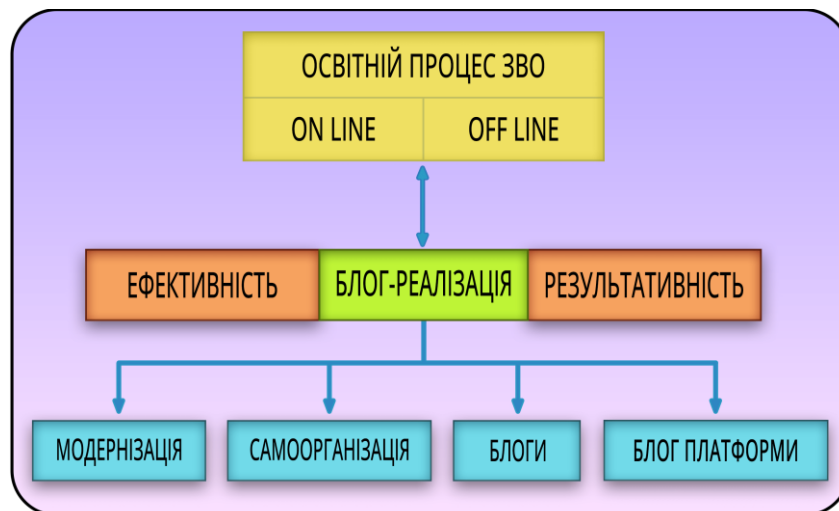 ОСВІТНІЙ ПРОЦЕС ЗВО
ON LINE
OFF LINE
ЕФЕКТИВНІСТЬ
БЛОГ-РЕАЛІЗАЦІЯ
РЕЗУЛЬТАТИВНІСТЬ
МОДЕРНІЗАЦІЯ
САМООРГАНІЗАЦІЯ
БЛОГИ
БЛОГ ПЛАТФОРМИ